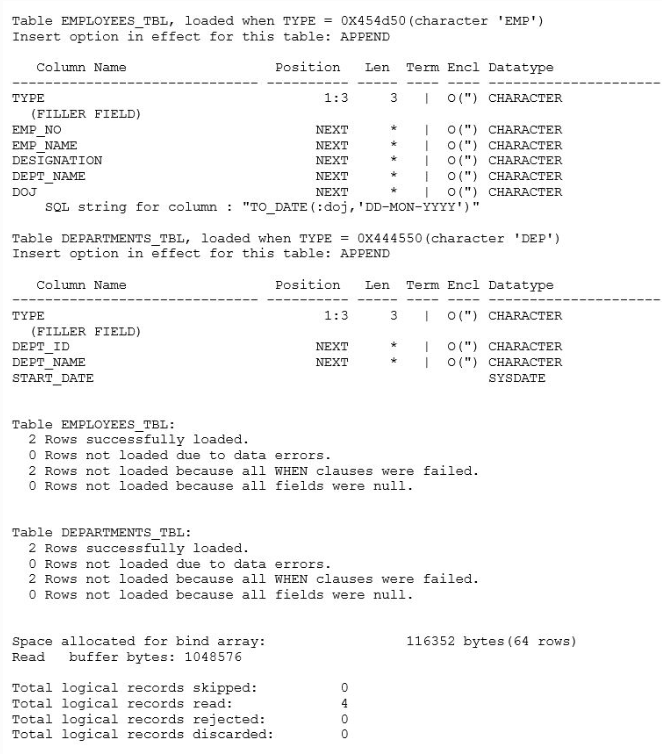 Table EMPLOYEES_TBL, loaded when TYPE = 0X454d50(character 'EMP')
Insert option in effect for this table: APPEND
Column Name Position Len Term Encl Datatype
------------------------------ ---------- ----- ---- ---- ---------------------
TYPE 1:3 3 | O(") CHARACTER
(FILLER FIELD)
EMP_NO NEXT * | O(") CHARACTER
EMP_NAME NEXT * | O(") CHARACTER
DESIGNATION NEXT * | O(") CHARACTER
DEPT_NAME NEXT * | O(") CHARACTER
DOJ NEXT * | O(") CHARACTER
SQL string for column : "TO_DATE(:doj,'DD-MON-YYYY')"
Table DEPARTMENTS_TBL, loaded when TYPE = 0X444550(character 'DEP')
Insert option in effect for this table: APPEND
Column Name Position Len Term Encl Datatype
------------------------------ ---------- ----- ---- ---- ---------------------
TYPE 1:3 3 | O(") CHARACTER
(FILLER FIELD)
DEPT_ID NEXT * | O(") CHARACTER
DEPT_NAME NEXT * | O(") CHARACTER
START_DATE SYSDATE
Table EMPLOYEES_TBL:
2 Rows successfully loaded.
0 Rows not loaded due to data errors.
2 Rows not loaded because all WHEN clauses were failed.
0 Rows not loaded because all fields were null.
Table DEPARTMENTS_TBL:
2 Rows successfully loaded.
0 Rows not loaded due to data errors.
2 Rows not loaded because all WHEN clauses were failed.
0 Rows not loaded because all fields were null.
Space allocated for bind array: 116352 bytes(64 rows)
Read buffer bytes: 1048576
Total logical records skipped: 0
Total logical records read: 4
Total logical records rejected: 0
Total logical records discarded: 0